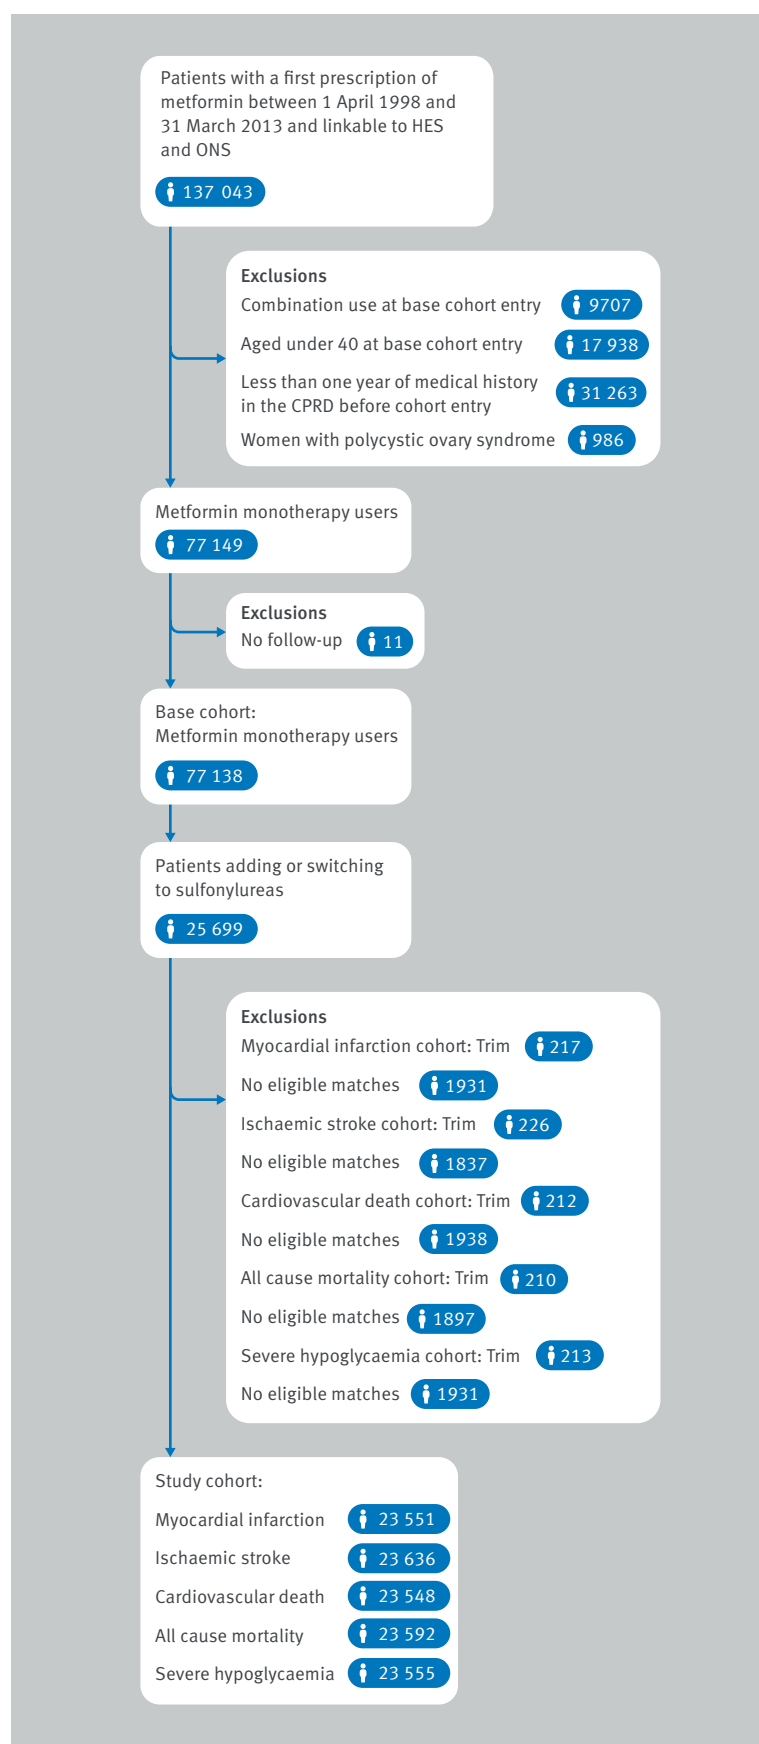 Patients with a first prescription of
metformin between 1 April 1998 and
31 March 2013 and linkable to HES
and ONS
137 043
Exclusions
Combination use at base cohort entry 9707
Aged under 40 at base cohort entry 17 938
Less than one year of medical history
in the CPRD before cohort entry 31 263
Women with polycystic ovary syndrome 986
Metformin monotherapy users
77 149
Exclusions
No follow-up 11
Base cohort:
Metformin monotherapy users
77 138
Patients adding or switching
to sulfonylureas
25 699
Exclusions
Myocardial infarction cohort: Trim 217
No eligible matches 1931
Ischaemic stroke cohort: Trim 226
No eligible matches 1837
Cardiovascular death cohort: Trim 212
No eligible matches 1938
All cause mortality cohort: Trim 210
No eligible matches 1897
Severe hypoglycaemia cohort: Trim 213
No eligible matches 1931
Study cohort:
Myocardial infarction 23 551
Ischaemic stroke 23 636
Cardiovascular death 23 548
All cause mortality 23 592
Severe hypoglycaemia 23 555